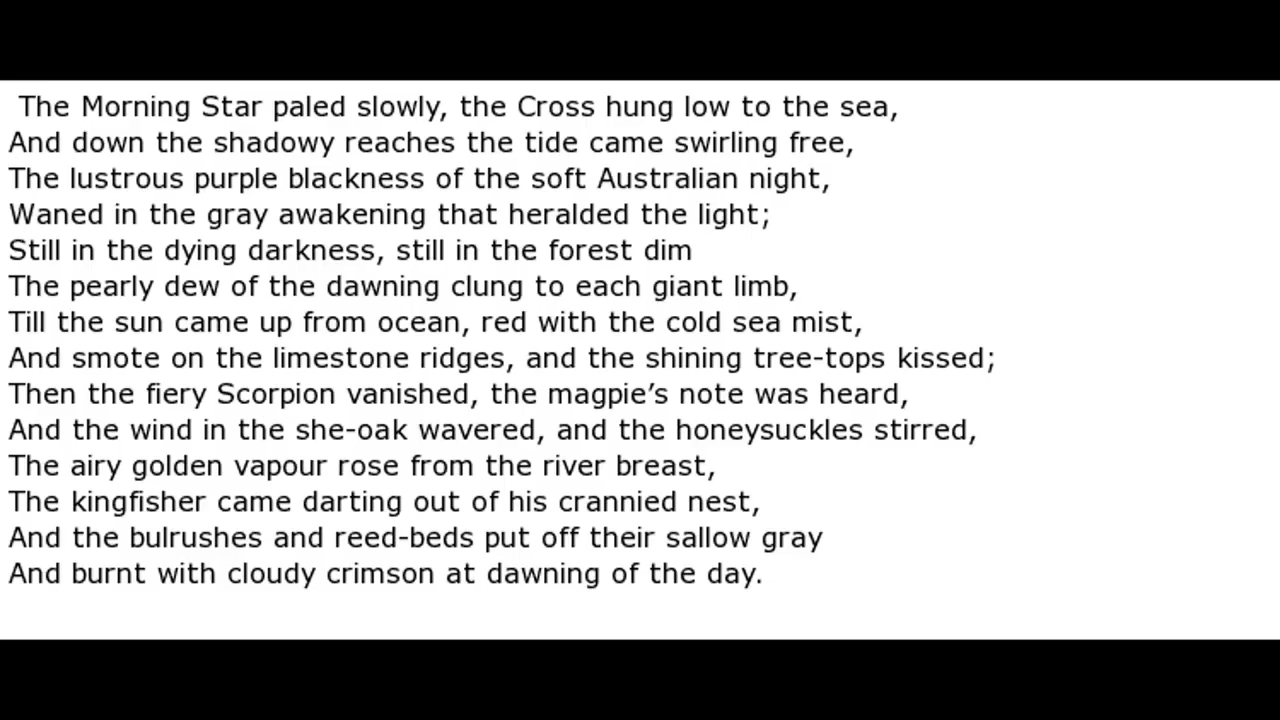 The Morning Star paled slowly, the Cross hung low to the sea,
And down the shadowy reaches the tide came swirling free,
The lustrous purple blackness of the soft Australian night,
Waned in the gray awakening that heralded the light;
Still in the dying darkness, still in the forest dim
The pearly dew of the dawning clung to each giant limb,
Till the sun came up from ocean, red with the cold sea mist,
And smote on the limestone ridges, and the shining tree-tops kissed;
Then the fiery Scorpion vanished, the magpie’s note was heard,
And the wind in the she-oak wavered, and the honeysuckles stirred,
The airy golden vapour rose from the river breast,
The kingfisher came darting out of his crannied nest,
And the bulrushes and reed-beds put off their sallow gray
And burnt with cloudy crimson at dawning of the day.